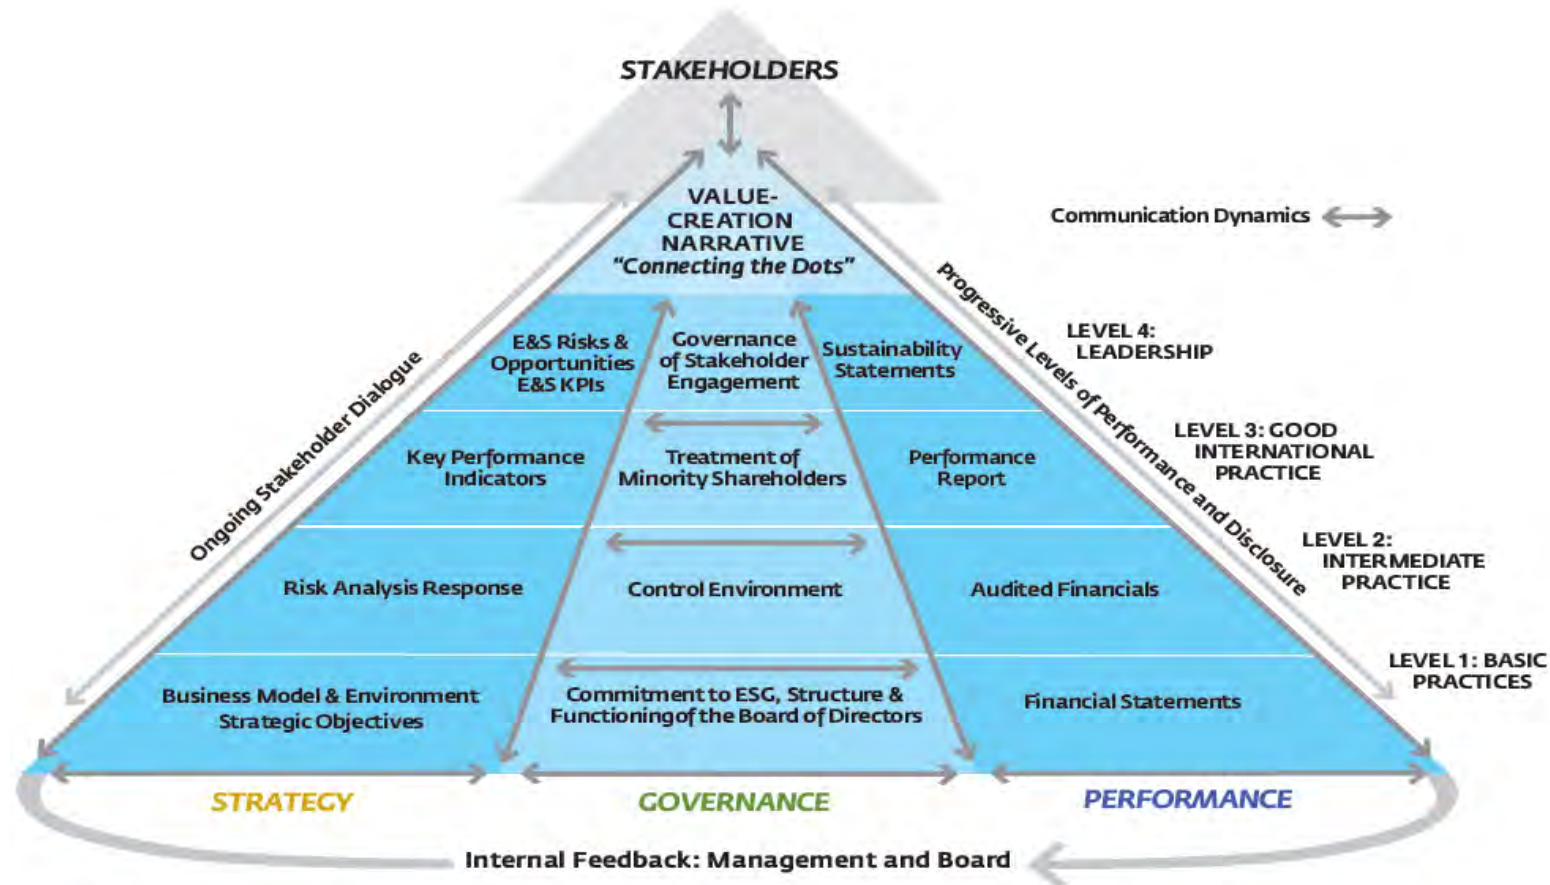 STAKEHOLDERS
VALUE-
CREATION
NARRATIVE
"Connecting the Dots"
Communication Dynamics
Ongoing Stakeholder Dialogue
Progressive Levels of Performance and Disclosure
E&S Risks &
Opportunities
E&S KPIs
Governance
of Stakeholder
Engagement
Sustainability
Statements
LEVEL 4:
LEADERSHIP
Key Performance
Indicators
Treatment of
Minority Shareholders
Performance
Report
LEVEL 3: GOOD
INTERNATIONAL
PRACTICE
Risk Analysis Response
Control Environment
Audited Financials
LEVEL 2:
INTERMEDIATE
PRACTICE
Business Model & Environment
Strategic Objectives
Commitment to ESG, Structure &
Functioning of the Board of Directors
Financial Statements
LEVEL 1: BASIC
PRACTICES
STRATEGY
GOVERNANCE
PERFORMANCE
Internal Feedback: Management and Board